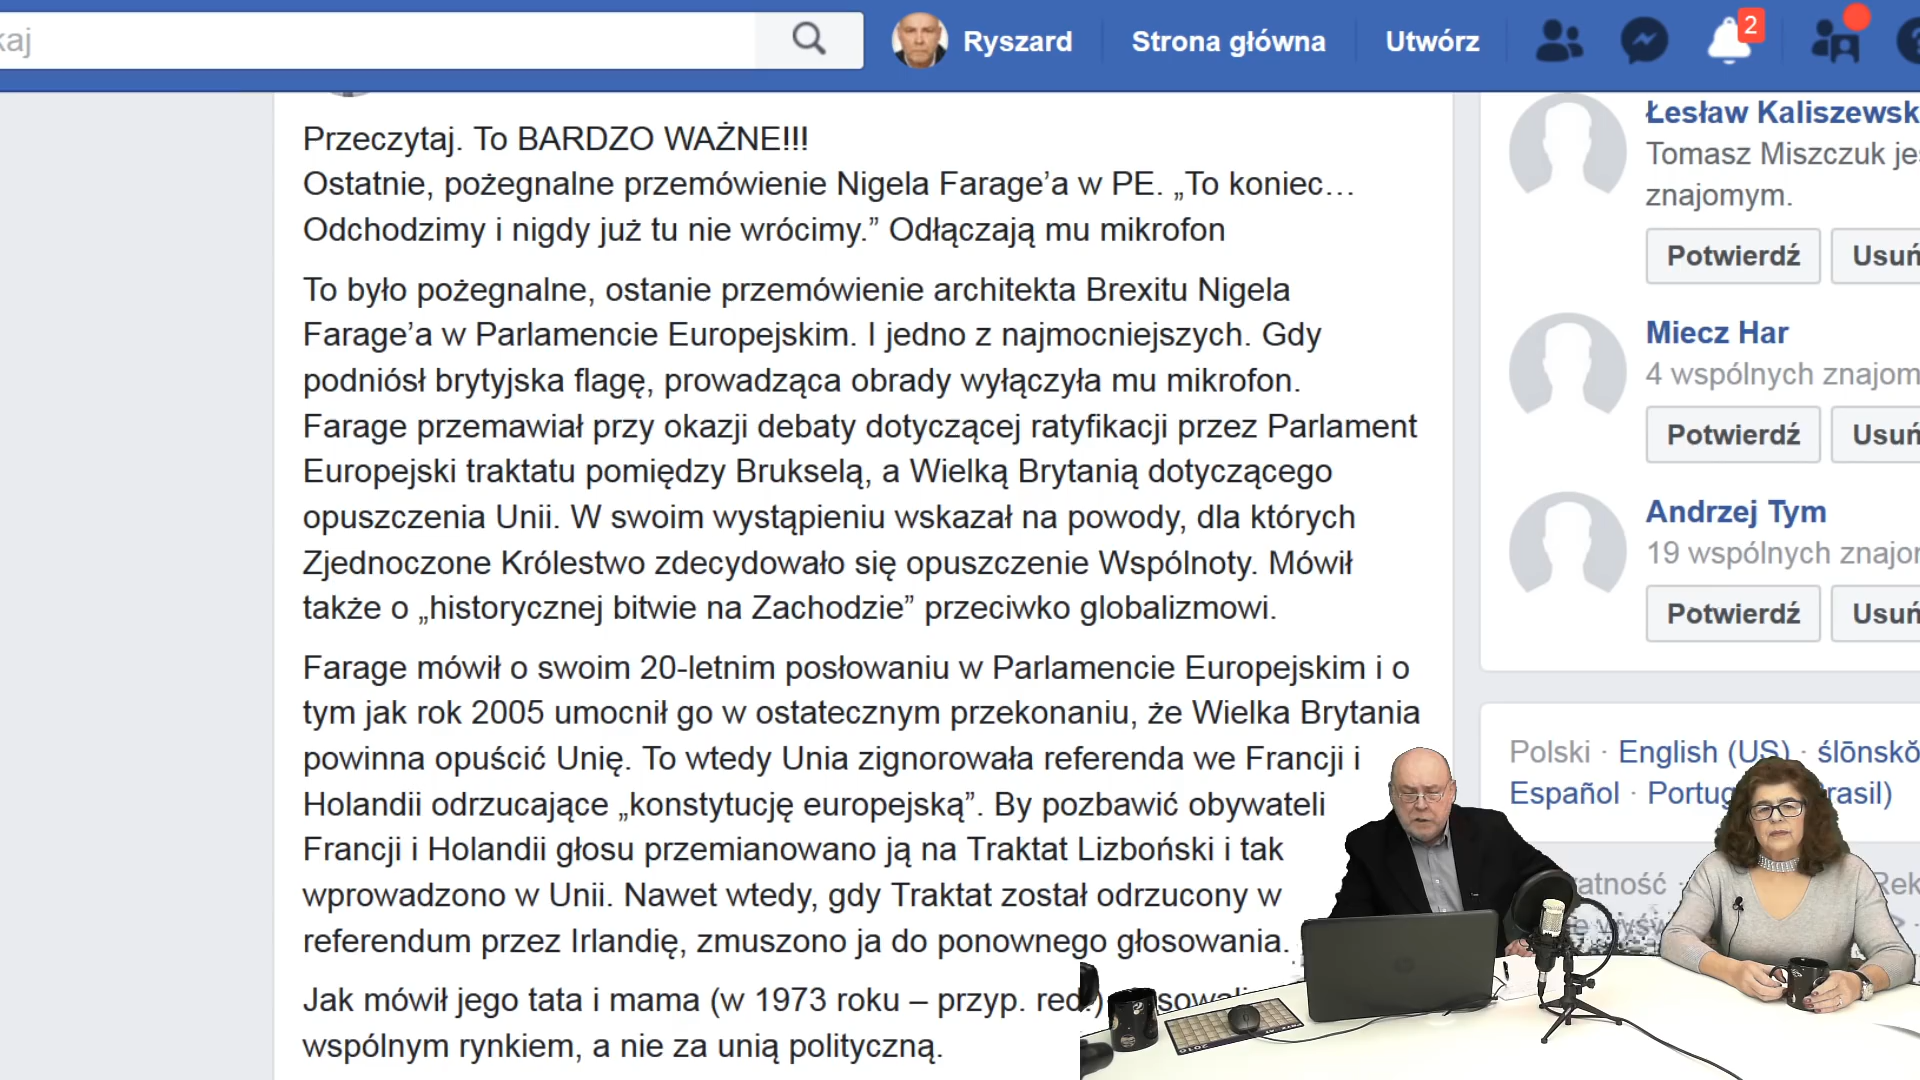 kaj
Ryszard
Strona główna
Utwórz
2
Przeczytaj. To BARDZO WAŻNE!!!
Ostatnie, pożegnalne przemówienie Nigela Farage’a w PE. „To koniec…
Odchodzimy i nigdy już tu nie wrócimy.” Odłączają mu mikrofon
To było pożegnalne, ostanie przemówienie architekta Brexitu Nigela
Farage’a w Parlamencie Europejskim. I jedno z najmocniejszych. Gdy
podniósł brytyjska flagę, prowadząca obrady wyłączyła mu mikrofon.
Farage przemawiał przy okazji debaty dotyczącej ratyfikacji przez Parlament
Europejski traktatu pomiędzy Brukselą, a Wielką Brytanią dotyczącego
opuszczenia Unii. W swoim wystąpieniu wskazał na powody, dla których
Zjednoczone Królestwo zdecydowało się opuszczenie Wspólnoty. Mówił
także o „historycznej bitwie na Zachodzie” przeciwko globalizmowi.
Farage mówił o swoim 20-letnim posłowaniu w Parlamencie Europejskim i o
tym jak rok 2005 umocnił go w ostatecznym przekonaniu, że Wielka Brytania
powinna opuścić Unię. To wtedy Unia zignorowała referenda we Francji i
Holandii odrzucające „konstytucję europejską”. By pozbawić obywateli
Francji i Holandii głosu przemianowano ją na Traktat Lizboński i tak
wprowadzono w Unii. Nawet wtedy, gdy Traktat został odrzucony w
referendum przez Irlandię, zmuszono ja do ponownego głosowania.
Jak mówił jego tata i mama (w 1973 roku – przyp. red.)
wspólnym rynkiem, a nie za unią polityczną.
Łesław Kaliszewsk
Tomasz Miszczuk je
znajomym.
Potwierdź Usuń
Miecz Har
4 wspólnych znajom
Potwierdź Usuń
Andrzej Tym
19 wspólnych znajo
Potwierdź Usuń
Polski · English (US) · ślōnskŏ
Español · Portug rasil)
atność · Rek